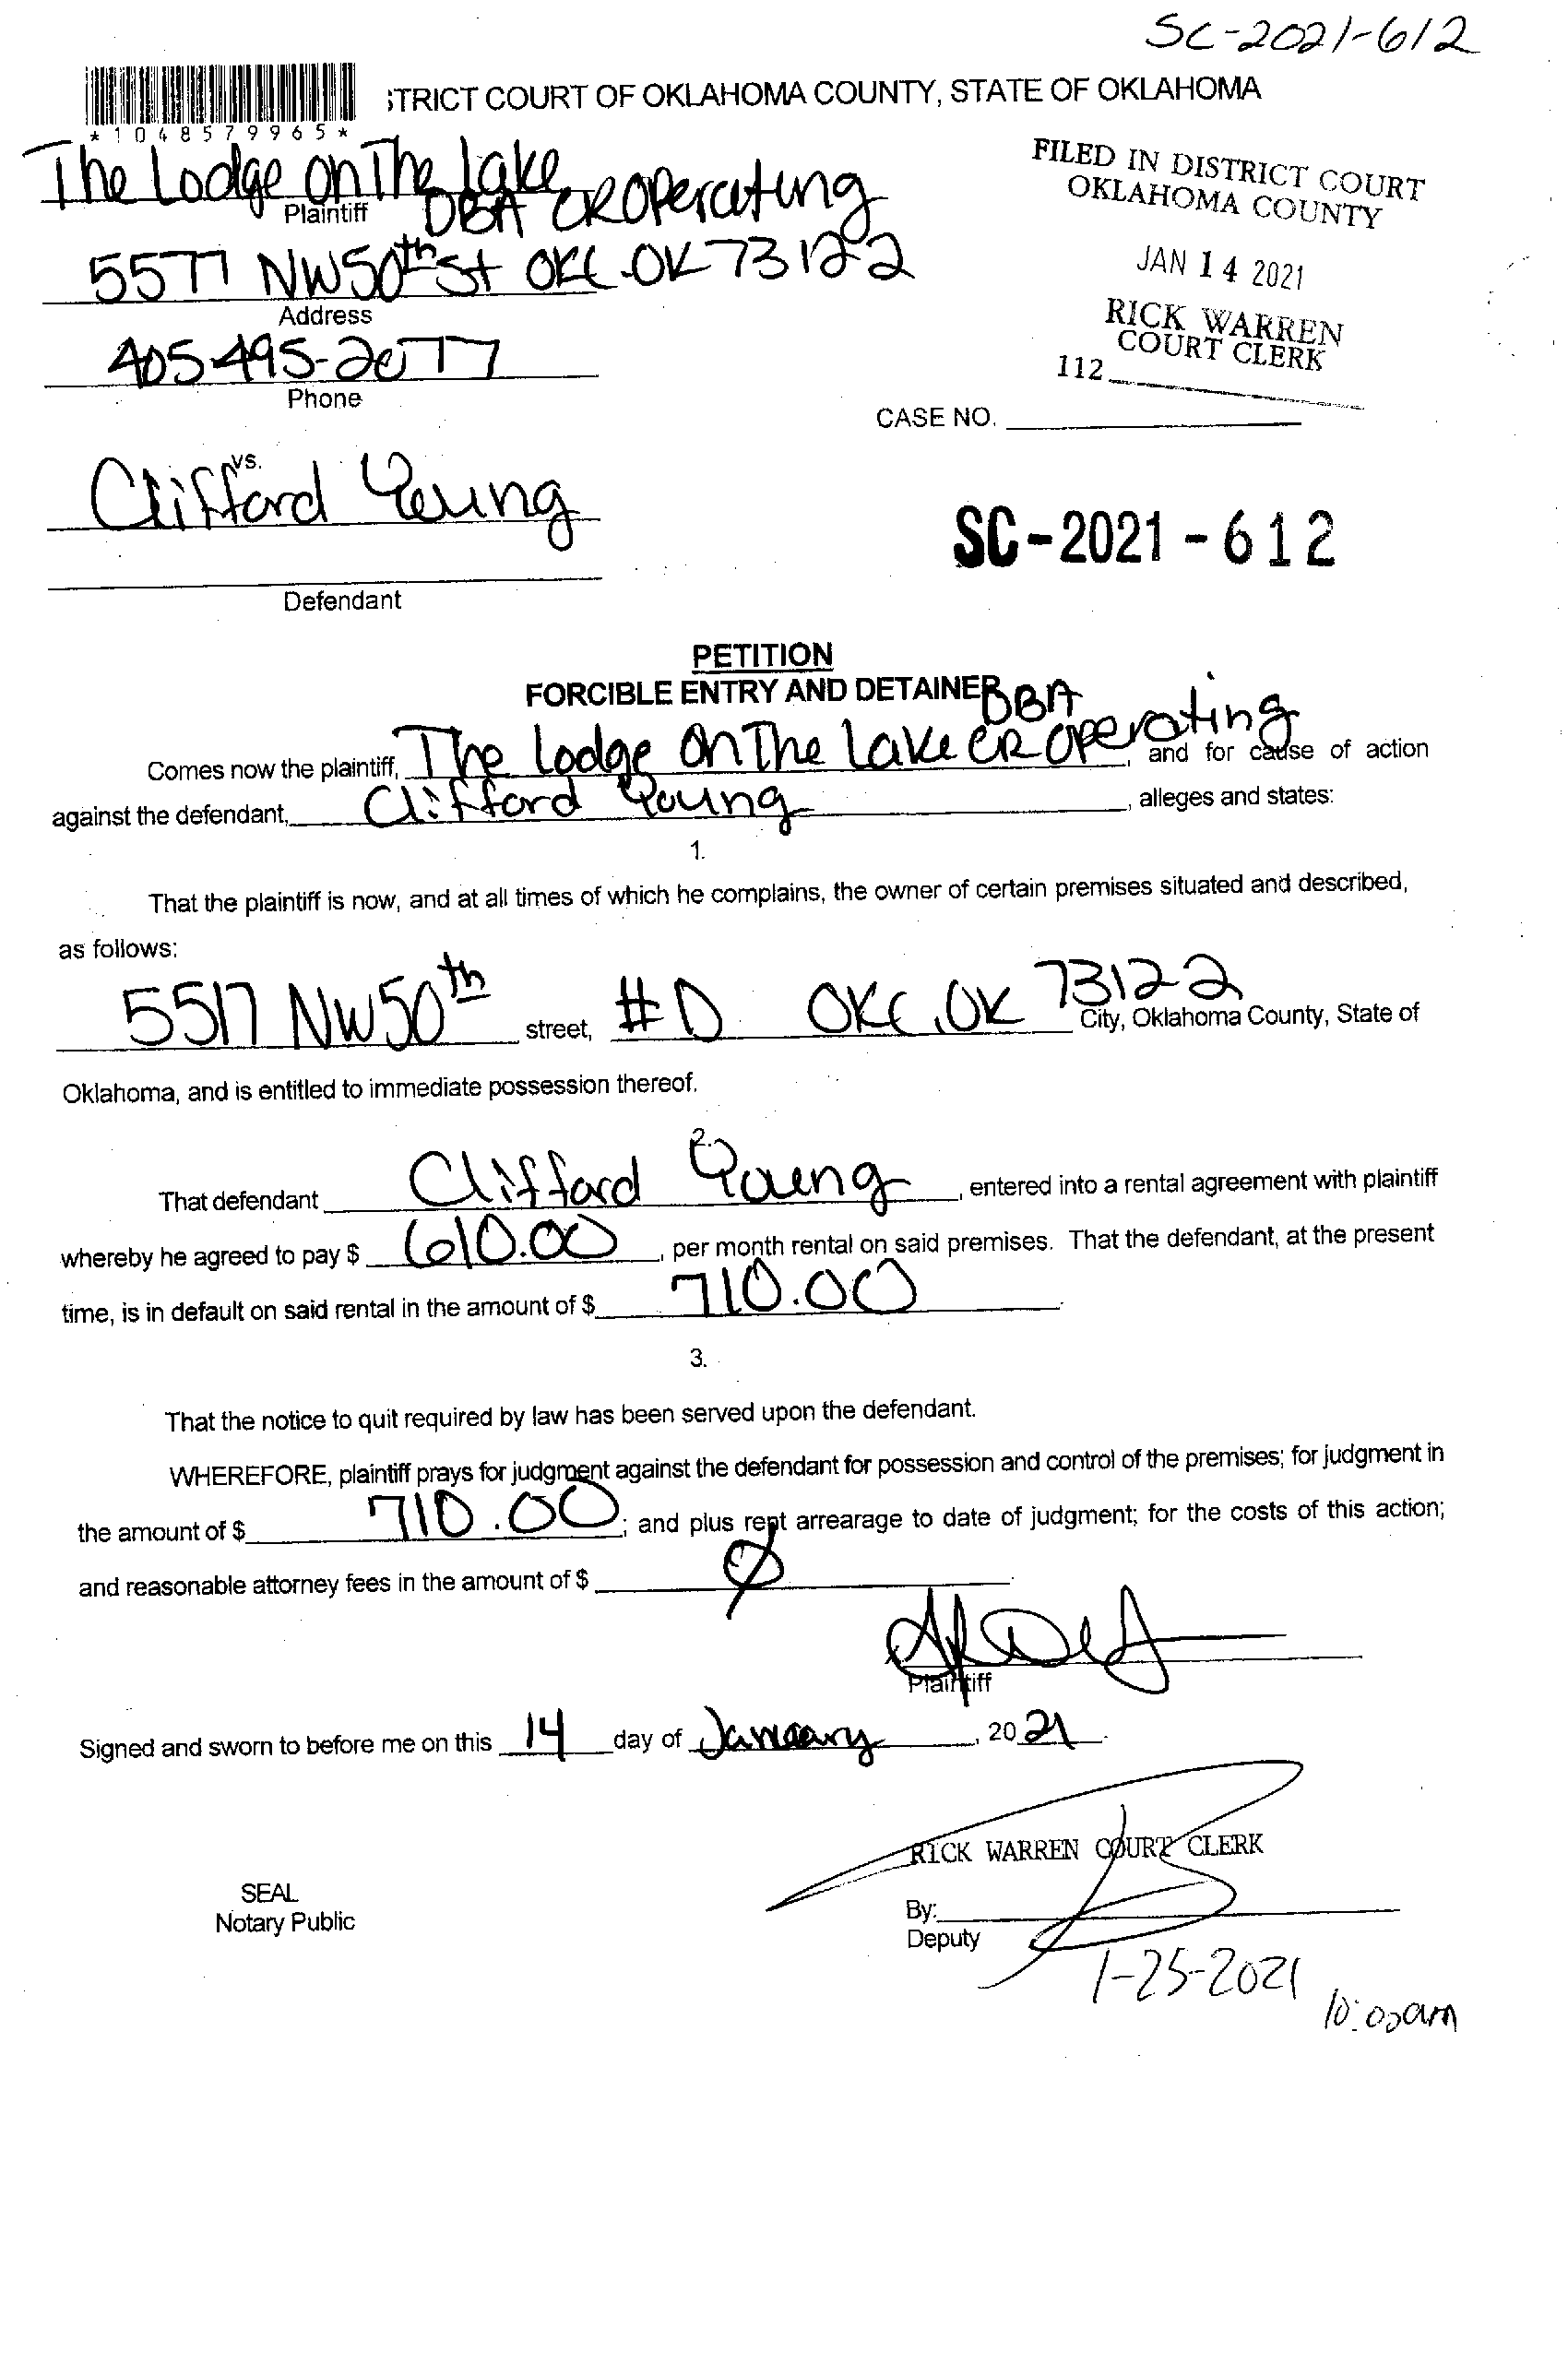 SC-2021-612
STRICT COURT OF OKLAHOMA COUNTY, STATE OF OKLAHOMA
*1048579965*
The Lodge on The Lake
Plaintiff DBA CR Operating
FILED IN DISTRICT COURT
OKLAHOMA COUNTY
5577 NW 50th St OKC OK 73122
Address
JAN 14 2021
RICK WARREN
COURT CLERK
112
405-495-2077
Phone
CASE NO.
vs.
Clifford Young
SC-2021-612
Defendant
PETITION
FORCIBLE ENTRY AND DETAINER
DBA
Comes now the plaintiff, The Lodge On The Lake CR Operating, and for cause of action
against the defendant, Clifford Young, alleges and states:
1.
That the plaintiff is now, and at all times of which he complains, the owner of certain premises situated and described,
as follows:
5517 NW 50th street, #D OKC, OK 73122 City, Oklahoma County, State of
Oklahoma, and is entitled to immediate possession thereof.
2.
That defendant Clifford Young, entered into a rental agreement with plaintiff
whereby he agreed to pay $ 610.00, per month rental on said premises. That the defendant, at the present
time, is in default on said rental in the amount of $ 710.00.
3.
That the notice to quit required by law has been served upon the defendant.
WHEREFORE, plaintiff prays for judgment against the defendant for possession and control of the premises; for judgment in
the amount of $ 710.00; and plus rent arrearage to date of judgment; for the costs of this action;
and reasonable attorney fees in the amount of $ Ø.
Plaintiff
Signed and sworn to before me on this 14 day of January, 2021.
RICK WARREN COURT CLERK
SEAL
Notary Public
By:
Deputy
1-25-2021
10:00am